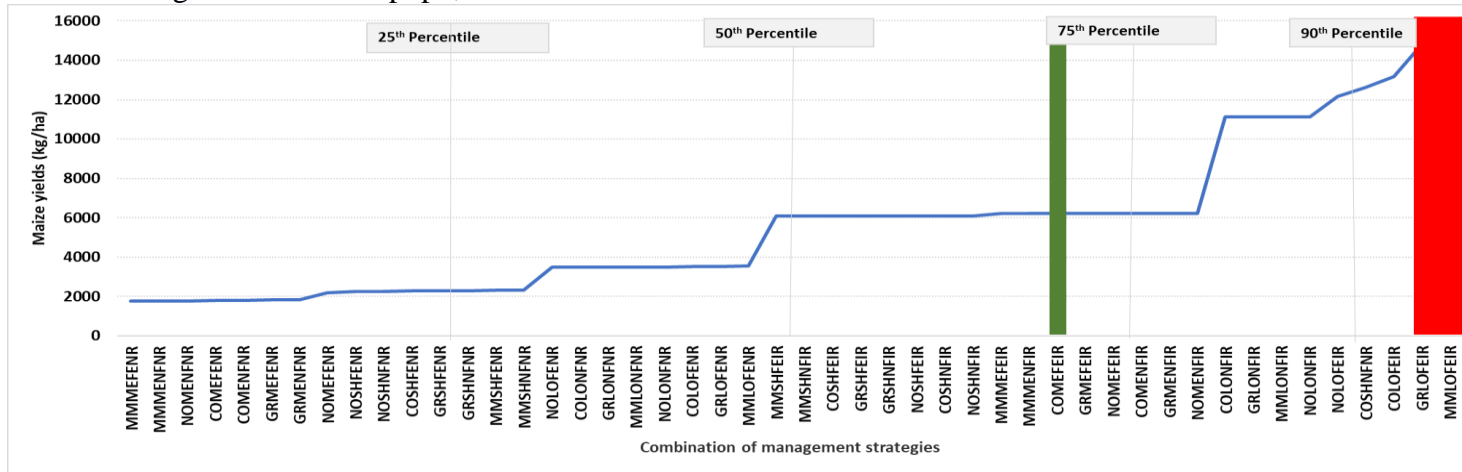 16000
14000
12000
10000
8000
6000
4000
2000
0
Maize yields (kg/ha)
25th Percentile
50th Percentile
75th Percentile
90th Percentile
MMMEFENR
MMMENFNR
NOMENFNR
COMEFENR
COMENFNR
GRMEFENR
GRMENFNR
NOMEFENR
NOSHFENR
NOSHNFNR
COSHFENR
GRSHFENR
GRSHNFNR
MMSHFENR
MMSHNFNR
NOLOFENR
COLONFNR
GRLONFNR
MMLONFNR
NOLONFNR
COLOFENR
GRLOFENR
MMLOFENR
MMSHFEIR
MMSHNFIR
COSHFEIR
GRSHFEIR
GRSHNFIR
NOSHFEIR
COSHNFIR
NOSHNFIR
MMMEFEIR
MMMENFIR
COMEFEIR
GRMEFEIR
NOMEFEIR
COMENFIR
GRMENFIR
NOMENFIR
COLONFIR
GRLONFIR
MMLONFIR
NOLONFIR
NOLOFEIR
COSHNFNR
COLOFEIR
GRLOFEIR
MMLOFEIR
Combination of management strategies